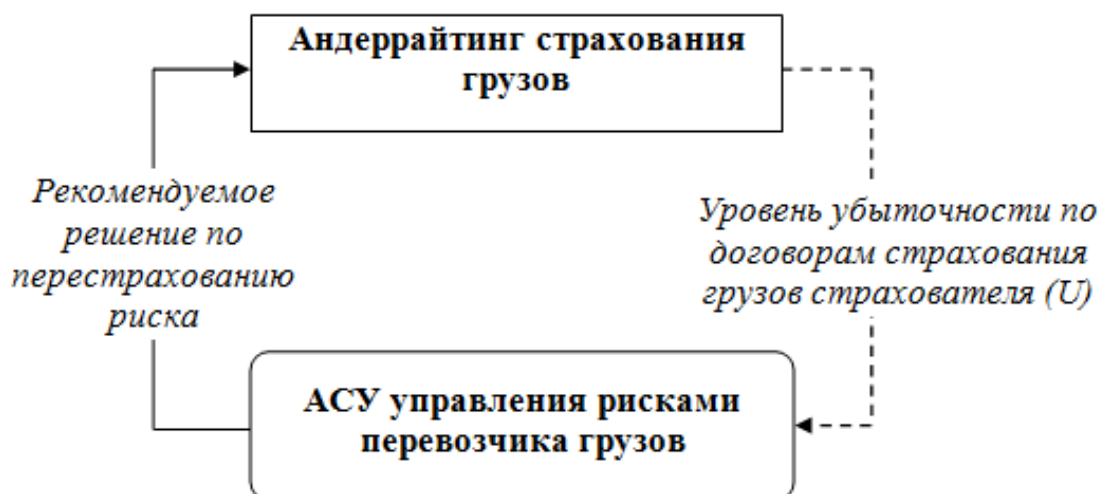 Андеррайтинг страхования
грузов
Рекомендуемое
решение по
перестрахованию
риска
Уровень убыточности по
договорам страхования
грузов страхователя (U)
АСУ управления рисками
перевозчика грузов